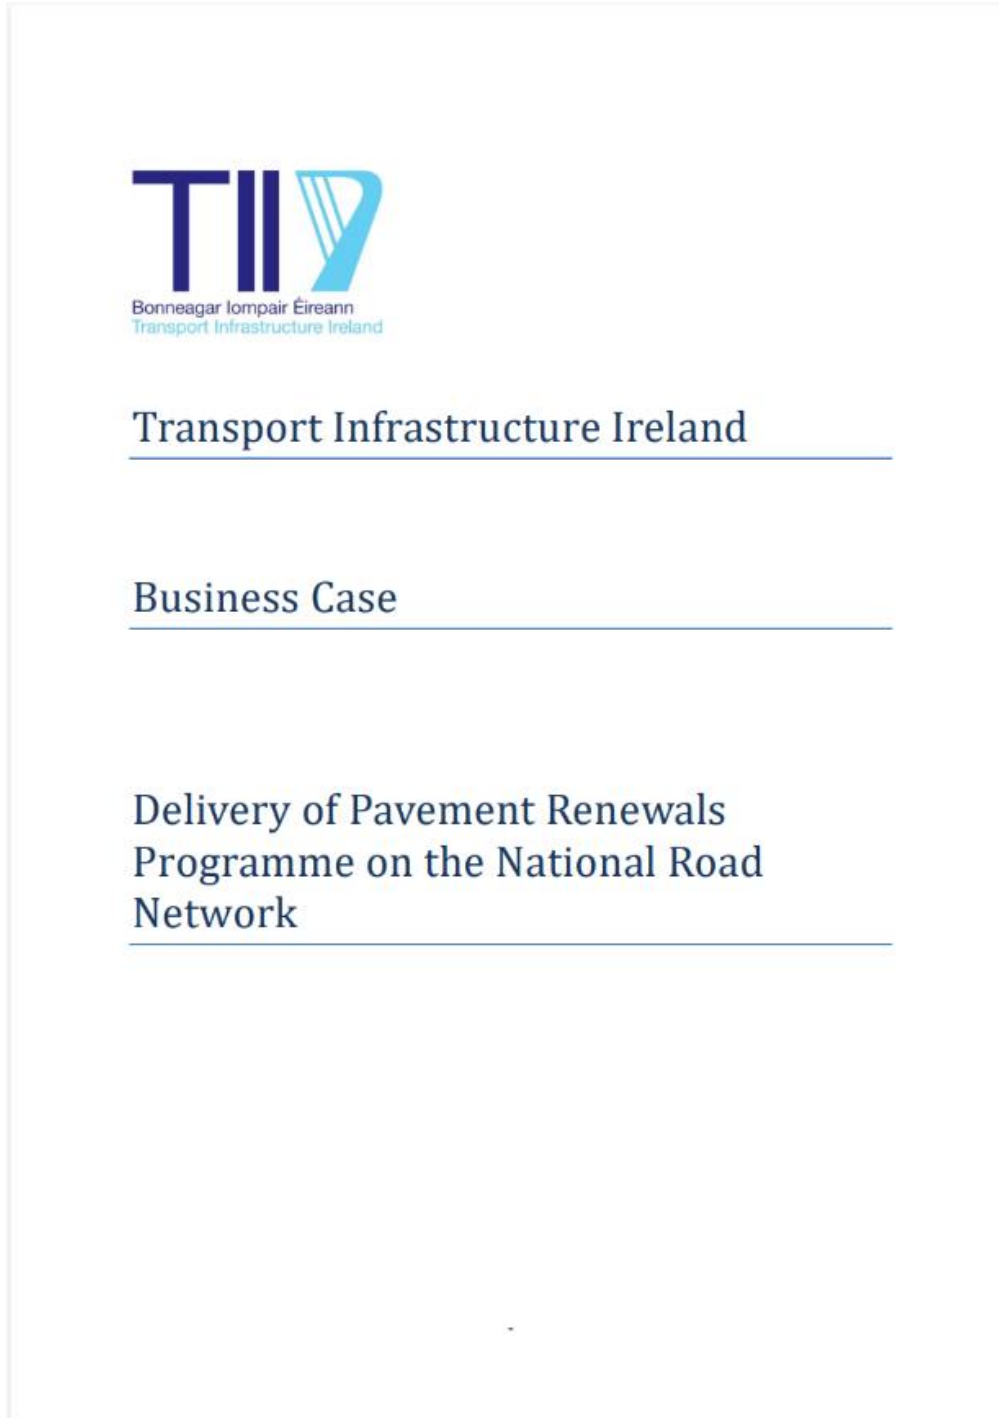 TII
Bonneagar Iompair Éireann
Transport Infrastructure Ireland
Transport Infrastructure Ireland
Business Case
Delivery of Pavement Renewals
Programme on the National Road
Network
-